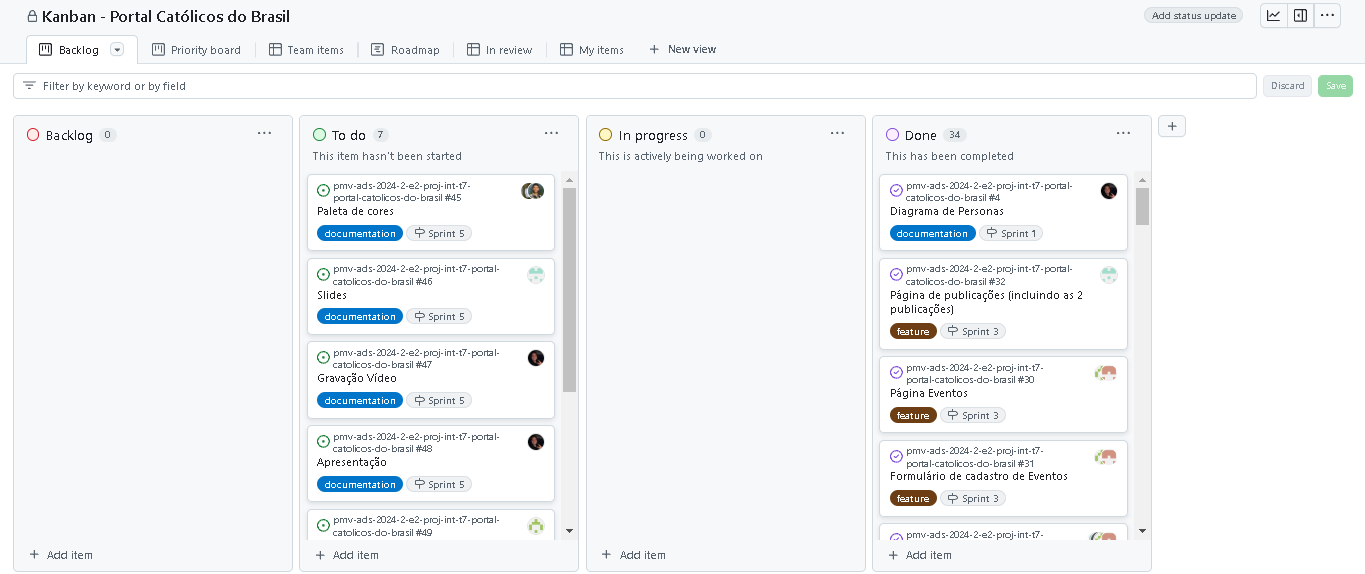 Kanban - Portal Católicos do Brasil
Add status update
Backlog
Priority board
Team items
Roadmap
In review
My items
New view
Filter by keyword or by field
Discard
Save
Backlog 0
Add item
To do 7
This item hasn't been started
pmv-ads-2024-2-e2-proj-int-t7-
portal-catolicos-do-brasil #45
Paleta de cores
documentation Sprint 5
pmv-ads-2024-2-e2-proj-int-t7-portal-
catolicos-do-brasil #46
Slides
documentation Sprint 5
pmv-ads-2024-2-e2-proj-int-t7-portal-
catolicos-do-brasil #47
Gravação Vídeo
documentation Sprint 5
pmv-ads-2024-2-e2-proj-int-t7-portal-
catolicos-do-brasil #48
Apresentação
documentation Sprint 5
pmv-ads-2024-2-e2-proj-int-t7-portal-
catolicos-do-brasil #49
Add item
In progress 0
This is actively being worked on
Add item
Done 34
This has been completed
pmv-ads-2024-2-e2-proj-int-t7-portal-
catolicos-do-brasil #4
Diagrama de Personas
documentation Sprint 1
pmv-ads-2024-2-e2-proj-int-t7-portal-
catolicos-do-brasil #32
Página de publicações (incluindo as 2
publicações)
feature Sprint 3
pmv-ads-2024-2-e2-proj-int-t7-
portal-catolicos-do-brasil #30
Página Eventos
feature Sprint 3
pmv-ads-2024-2-e2-proj-int-t7-
portal-catolicos-do-brasil #31
Formulário de cadastro de Eventos
feature Sprint 3
pmv-ads-2024-2-e2-proj-int-t7-
Add item